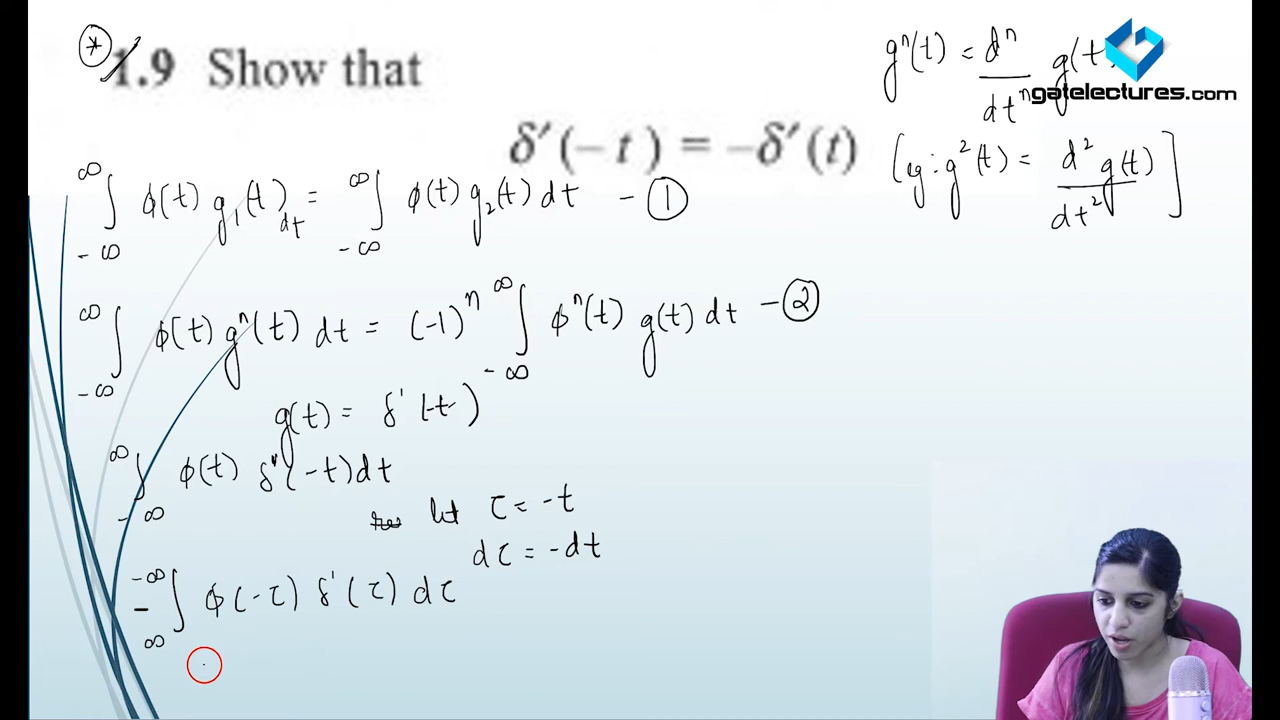 * 1.9 Show that
δ′(−t) = −δ′(t)
gⁿ(t) = dⁿ/dtⁿ g(t)
gatelectures.com
[eg: g²(t) = d²/dt² g(t)]
∫_{-∞}^{∞} φ(t) g₁(t) dt = ∫_{-∞}^{∞} φ(t) g₂(t) dt — ①
∫_{-∞}^{∞} φ(t) gⁿ(t) dt = (-1)ⁿ ∫_{-∞}^{∞} φⁿ(t) g(t) dt — ②
g(t) = δ'(-t)
∫_{-∞}^{∞} φ(t) δ'(-t) dt
let τ = -t
dτ = -dt
- ∫_{∞}^{-∞} φ(-τ) δ'(τ) dτ